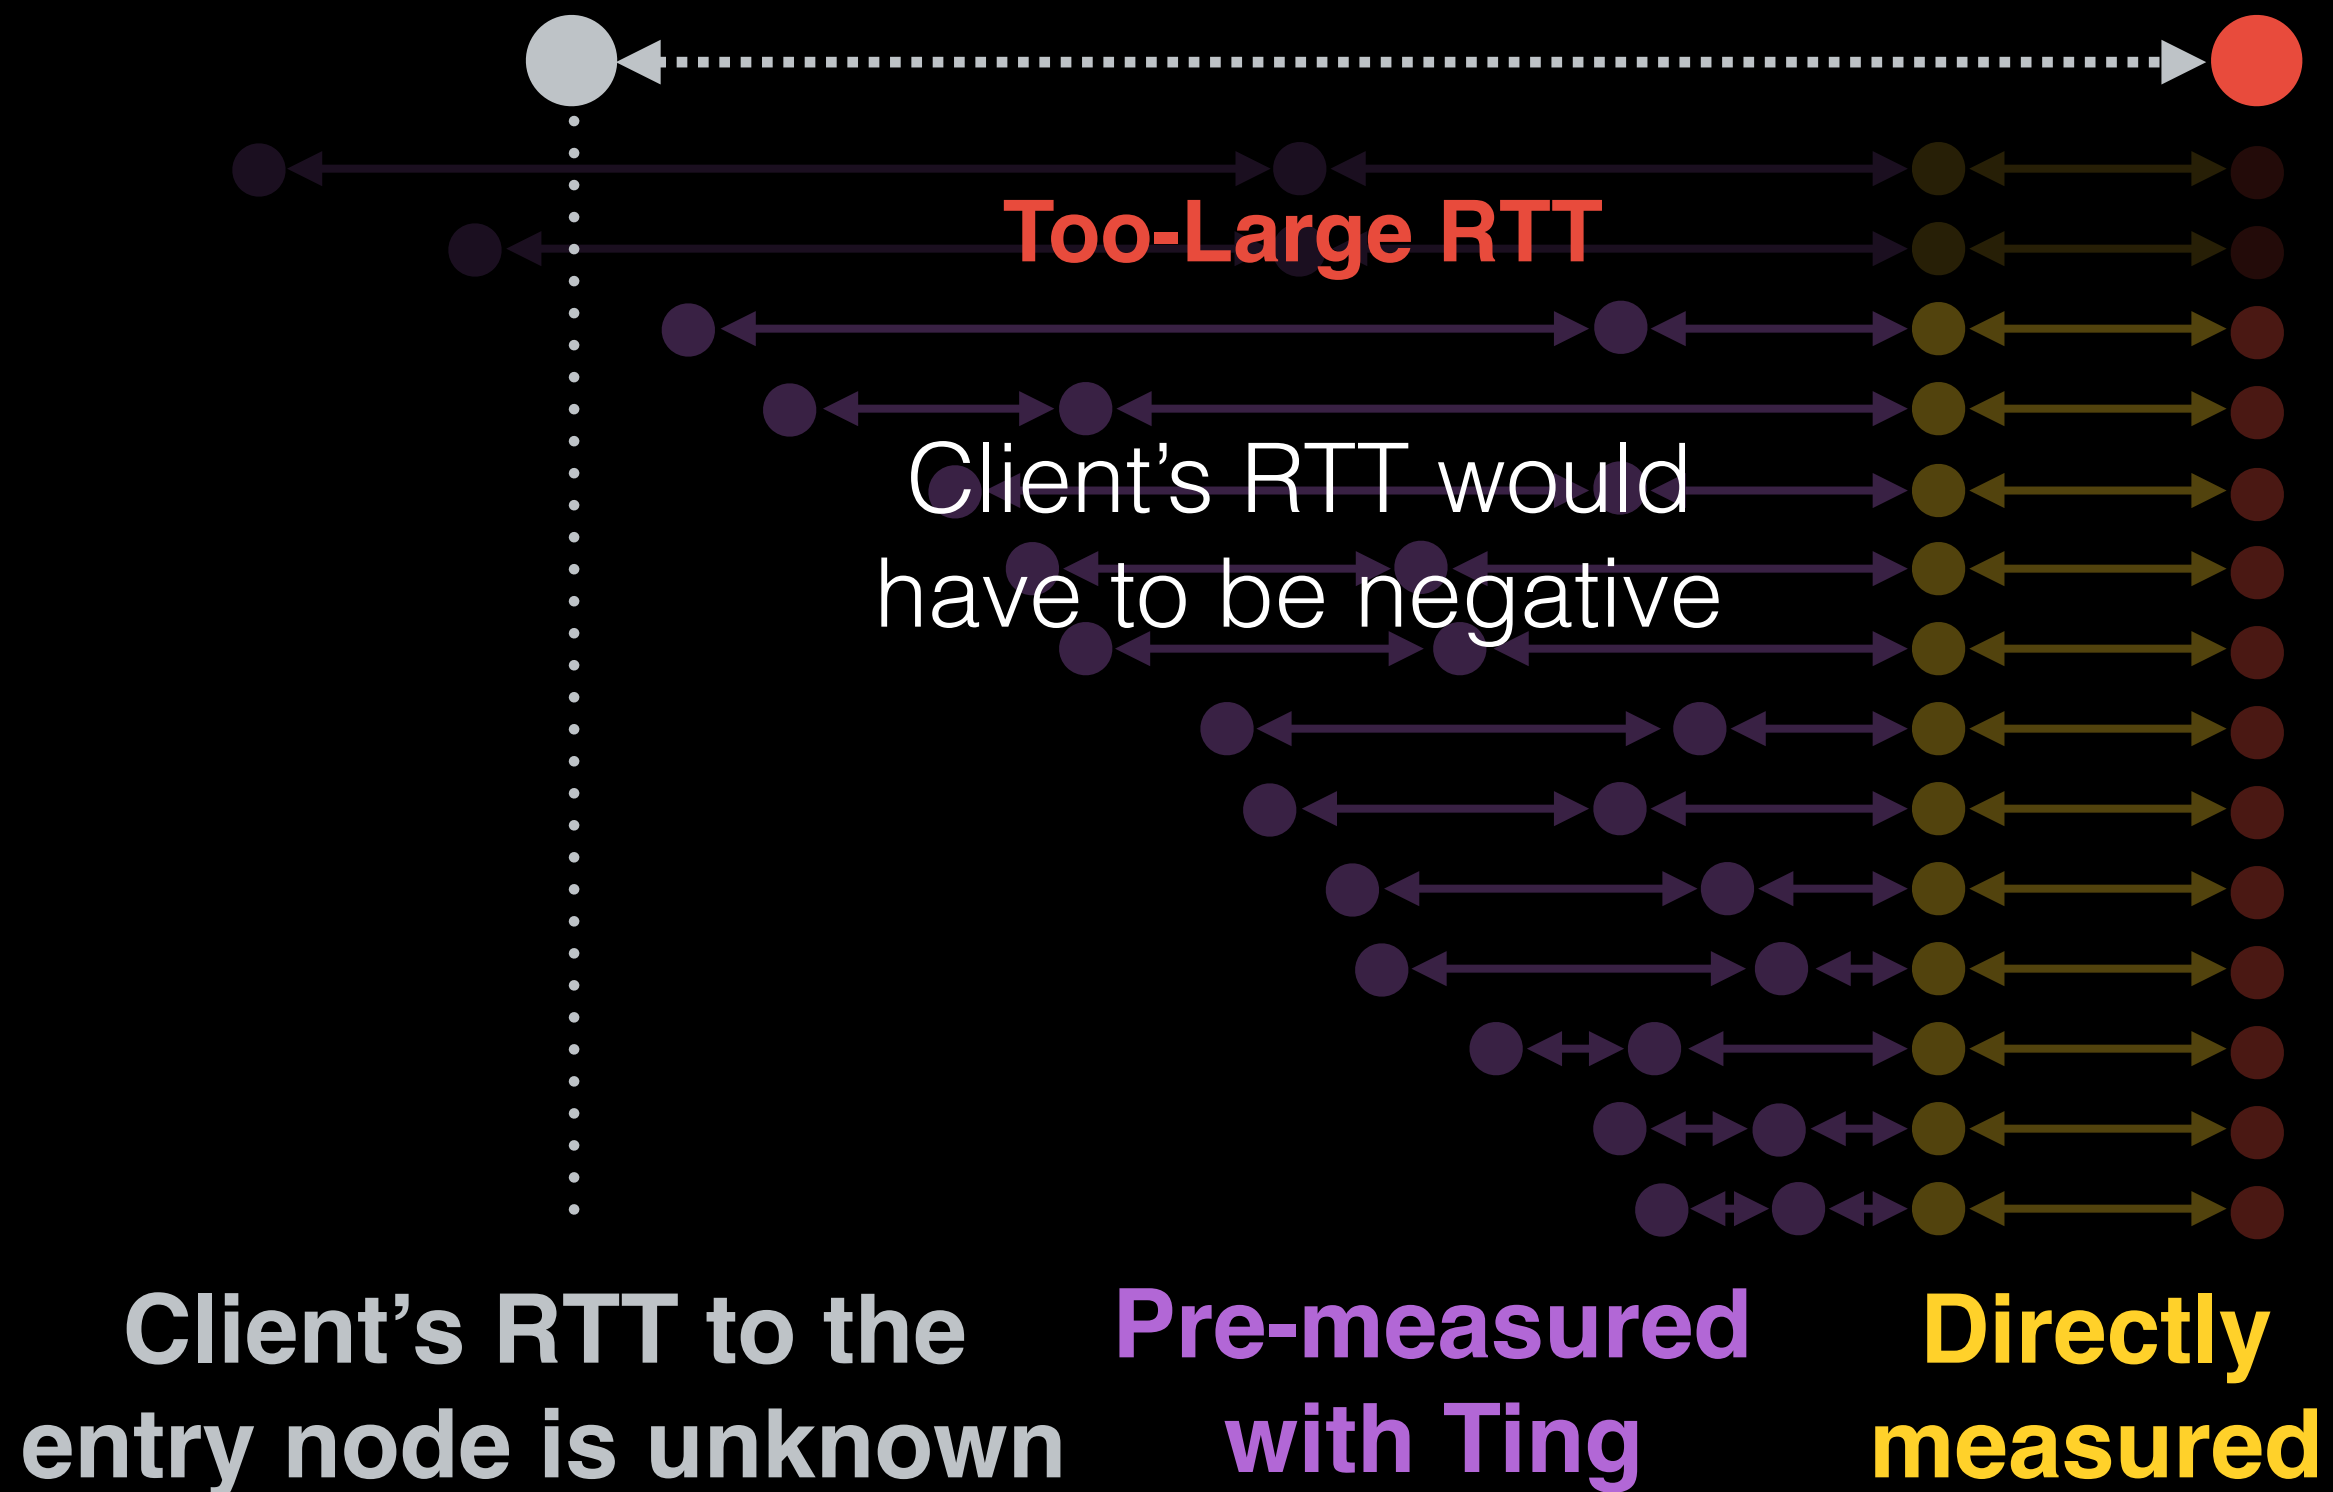 Too-Large RTT
Client’s RTT would
have to be negative
Client’s RTT to the
entry node is unknown
Pre-measured
with Ting
Directly
measured